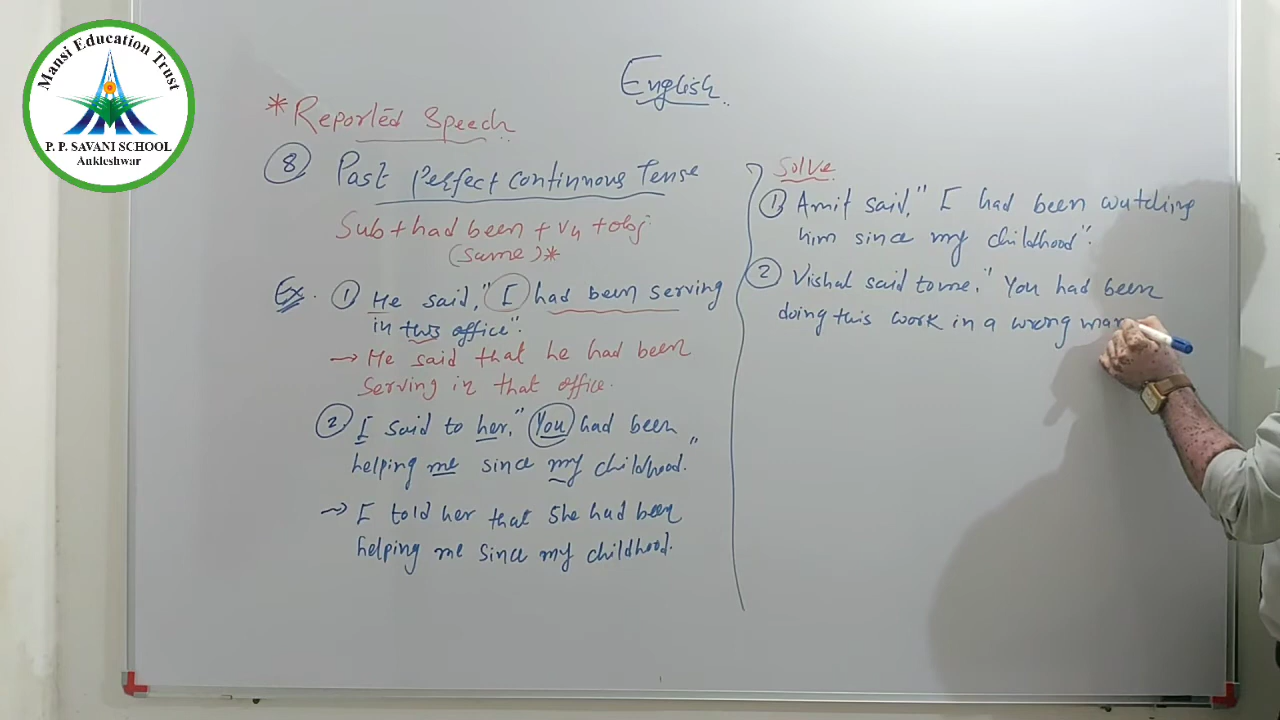 Mansi Education Trust
P. P. SAVANI SCHOOL
Ankleshwar
English
* Reported Speech
⑧ Past Perfect Continuous Tense
Sub + had been + v4 + obj.
(same)*
Ex. ① He said, "I had been serving
in this office".
→ He said that he had been
serving in that office.
② I said to her, "You had been
helping me since my childhood."
→ I told her that She had been
helping me since my childhood.
Solve
① Amit said, "I had been watching
him since my childhood".
② Vishal said to me. "You had been
doing this work in a wrong man